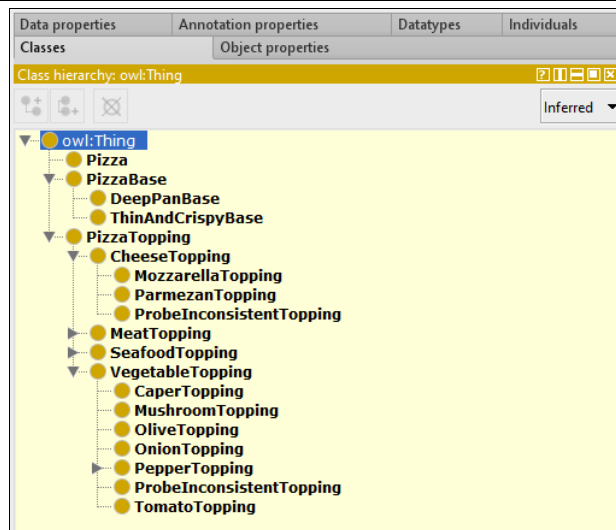 Data properties Annotation properties Datatypes Individuals
Classes Object properties
Class hierarchy: owl:Thing
Inferred
owl:Thing
Pizza
PizzaBase
DeepPanBase
ThinAndCrispyBase
PizzaTopping
CheeseTopping
MozzarellaTopping
ParmezanTopping
ProbeInconsistentTopping
MeatTopping
SeafoodTopping
VegetableTopping
CaperTopping
MushroomTopping
OliveTopping
OnionTopping
PepperTopping
ProbeInconsistentTopping
TomatoTopping